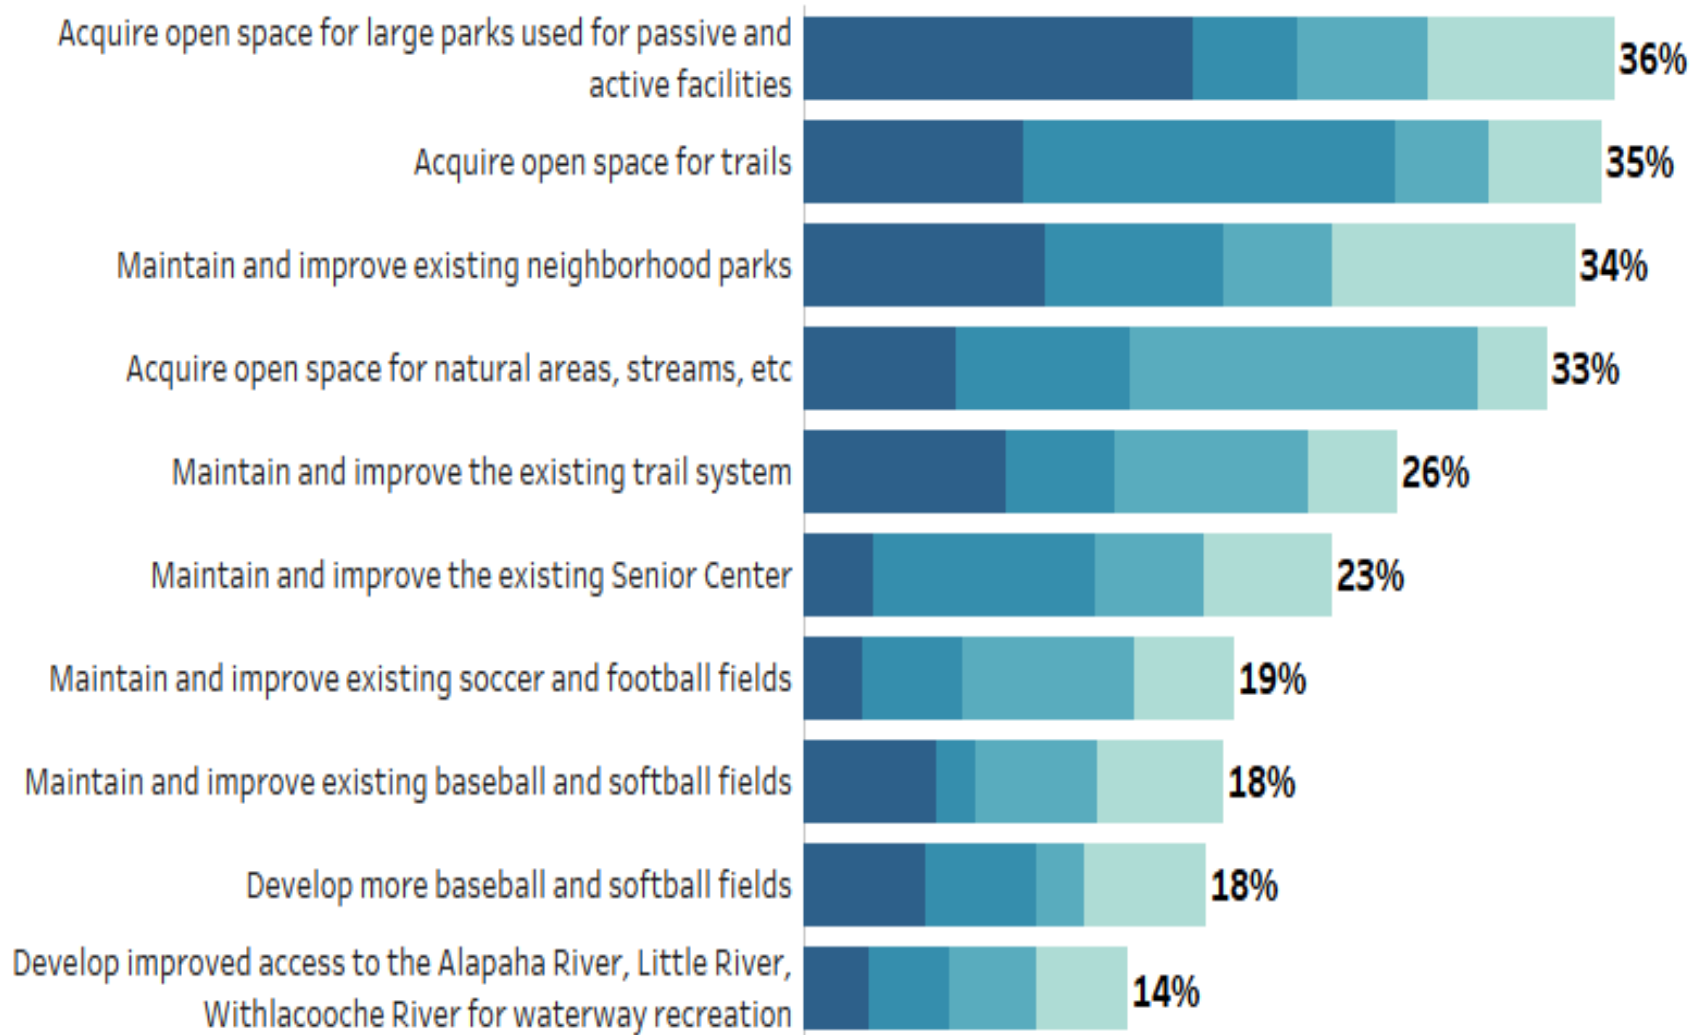 Acquire open space for large parks used for passive and
active facilities
36%
Acquire open space for trails
35%
Maintain and improve existing neighborhood parks
34%
Acquire open space for natural areas, streams, etc
33%
Maintain and improve the existing trail system
26%
Maintain and improve the existing Senior Center
23%
Maintain and improve existing soccer and football fields
19%
Maintain and improve existing baseball and softball fields
18%
Develop more baseball and softball fields
18%
Develop improved access to the Alapaha River, Little River,
Withlacooche River for waterway recreation
14%